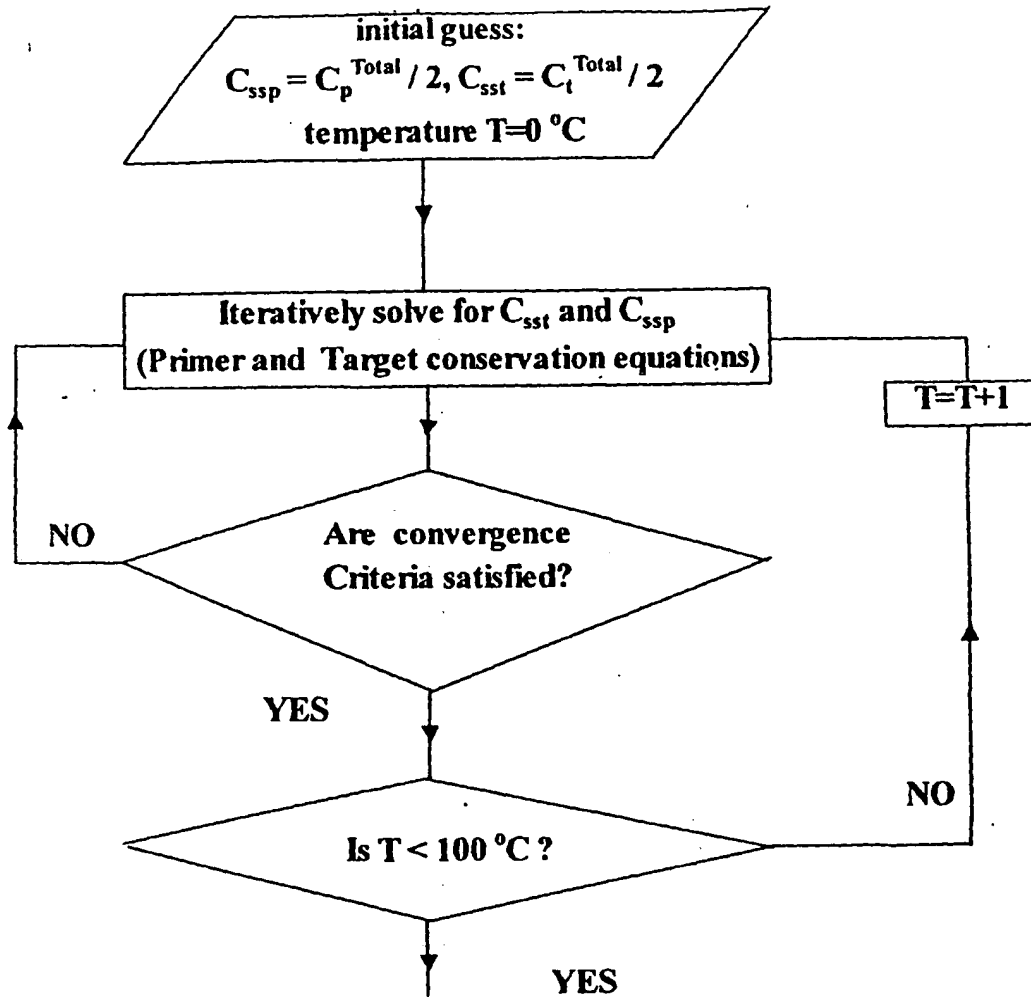 initial guess:
C_ssp = C_p^Total / 2, C_sst = C_t^Total / 2
temperature T=0 °C
Iteratively solve for C_sst and C_ssp
(Primer and Target conservation equations)
T=T+1
NO
Are convergence
Criteria satisfied?
YES
NO
Is T < 100 °C ?
YES